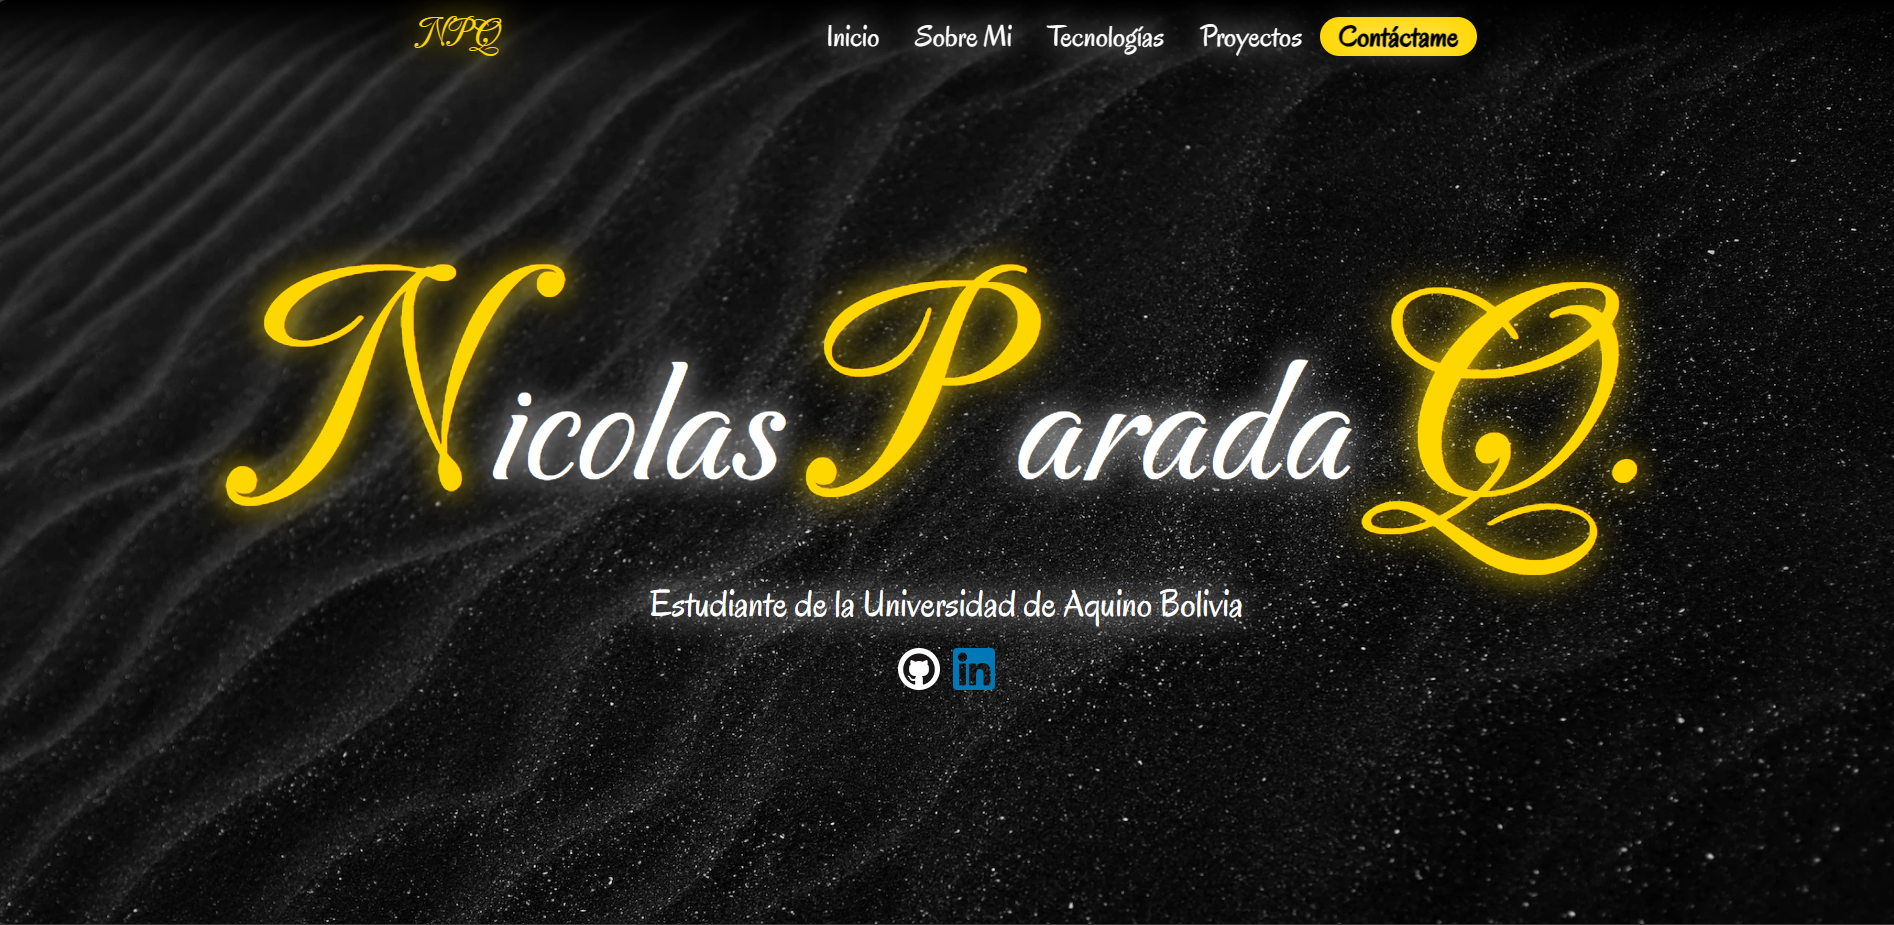 NPQ
Inicio Sobre Mi Tecnologías Proyectos Contáctame
Nicolas Parada Q.
Estudiante de la Universidad de Aquino Bolivia
in